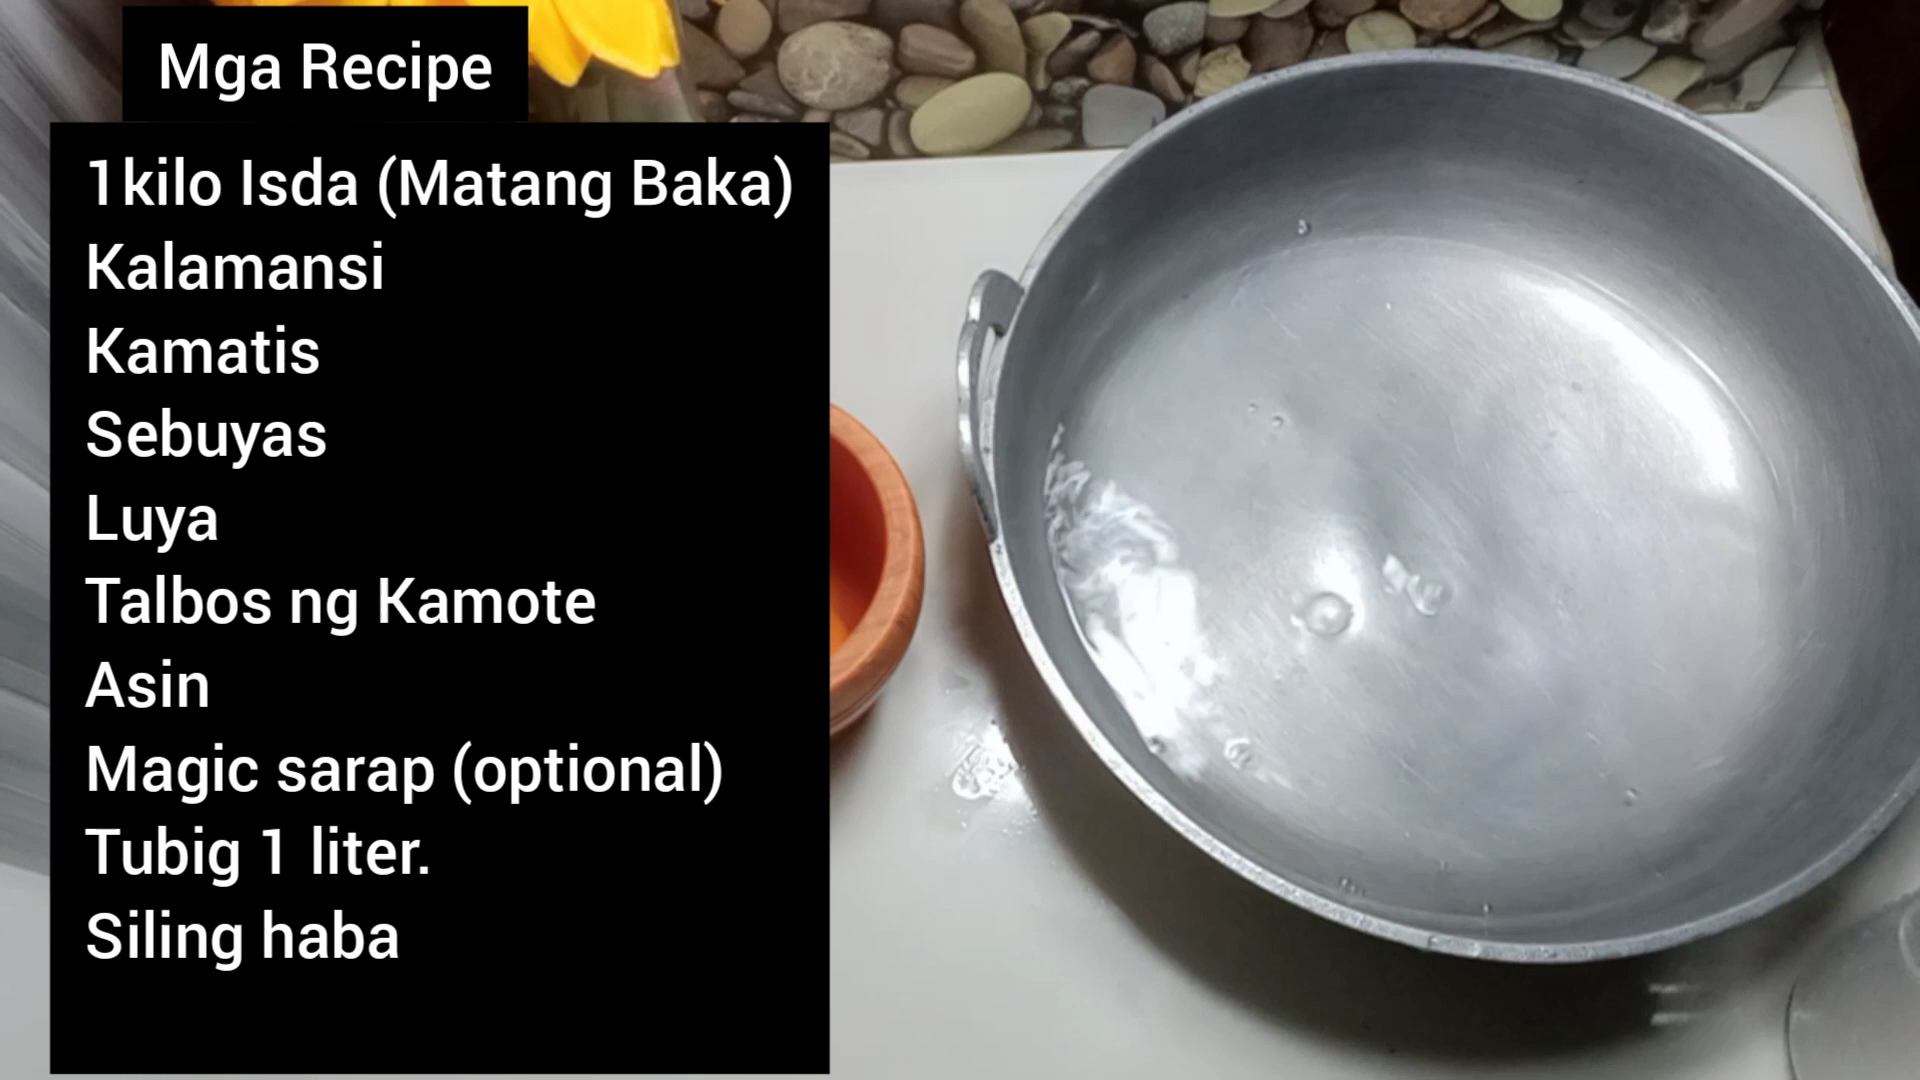 Mga Recipe
1kilo Isda (Matang Baka)
Kalamansi
Kamatis
Sebuyas
Luya
Talbos ng Kamote
Asin
Magic sarap (optional)
Tubig 1 liter.
Siling haba